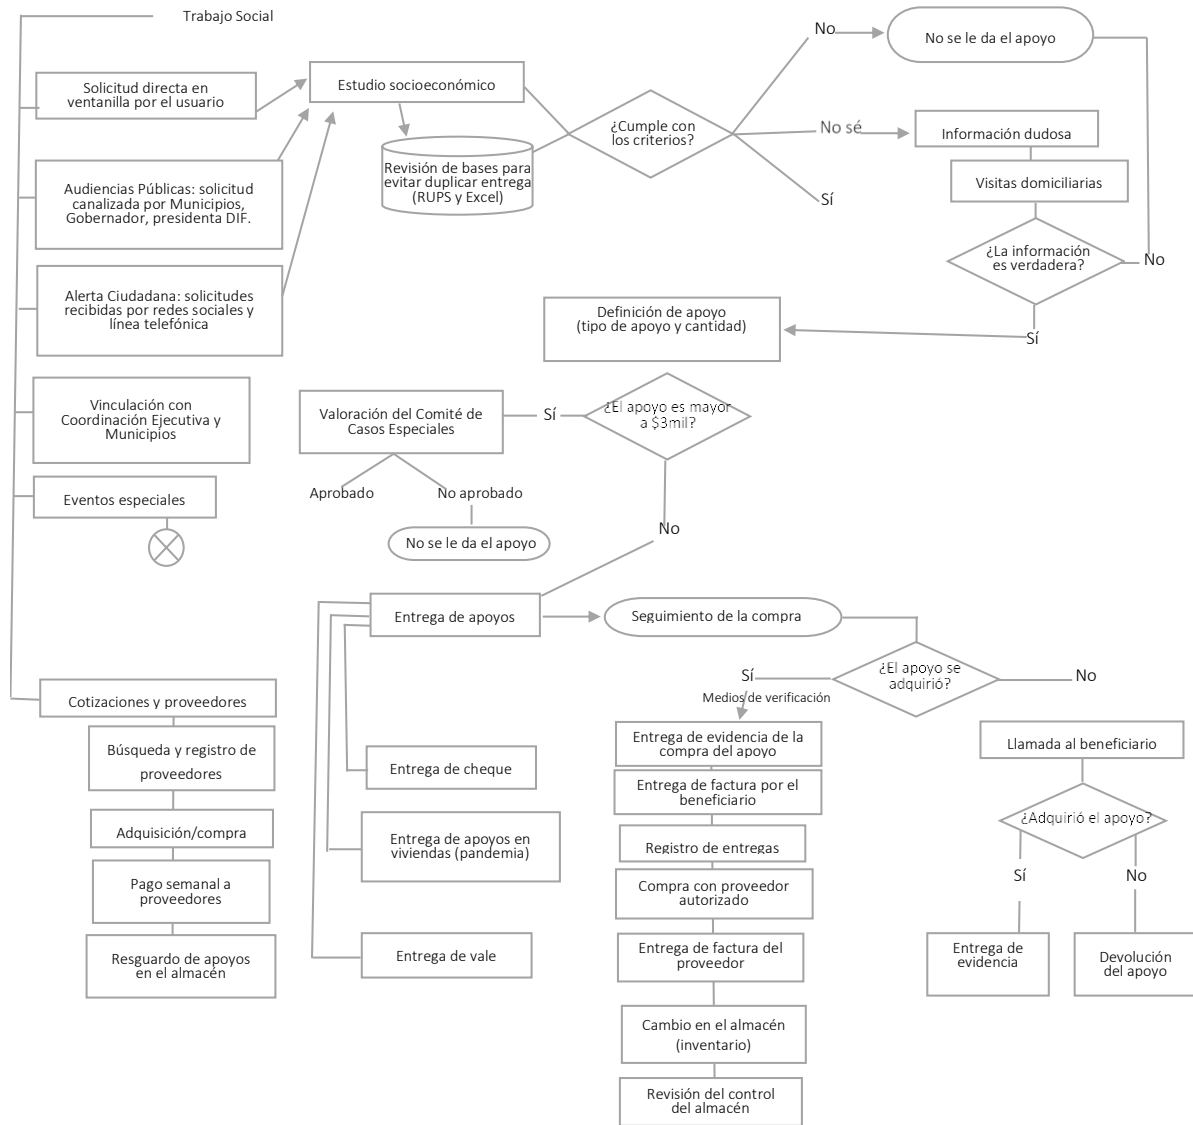 Trabajo Social
No
No se le da el apoyo
Solicitud directa en
ventanilla por el usuario
Estudio socioeconómico
¿Cumple con
los criterios?
No sé
Información dudosa
Revisión de bases para
evitar duplicar entrega
(RUPS y Excel)
Visitas domiciliarias
Audiencias Públicas: solicitud
canalizada por Municipios,
Gobernador, presidenta DIF.
Sí
¿La información
es verdadera?
No
Alerta Ciudadana: solicitudes
recibidas por redes sociales y
línea telefónica
Definición de apoyo
(tipo de apoyo y cantidad)
Sí
Vinculación con
Coordinación Ejecutiva y
Municipios
Valoración del Comité de
Casos Especiales
Sí
¿El apoyo es mayor
a $3mil?
Aprobado
No aprobado
Eventos especiales
No se le da el apoyo
No
Entrega de apoyos
Seguimiento de la compra
¿El apoyo se
adquirió?
Sí
No
Medios de verificación
Cotizaciones y proveedores
Búsqueda y registro de
proveedores
Adquisición/compra
Pago semanal a
proveedores
Resguardo de apoyos
en el almacén
Entrega de cheque
Entrega de apoyos en
viviendas (pandemia)
Entrega de vale
Entrega de evidencia de la
compra del apoyo
Entrega de factura por el
beneficiario
Registro de entregas
Compra con proveedor
autorizado
Entrega de factura del
proveedor
Cambio en el almacén
(inventario)
Revisión del control
del almacén
Llamada al beneficiario
¿Adquirió el apoyo?
Sí
No
Entrega de
evidencia
Devolución
del apoyo